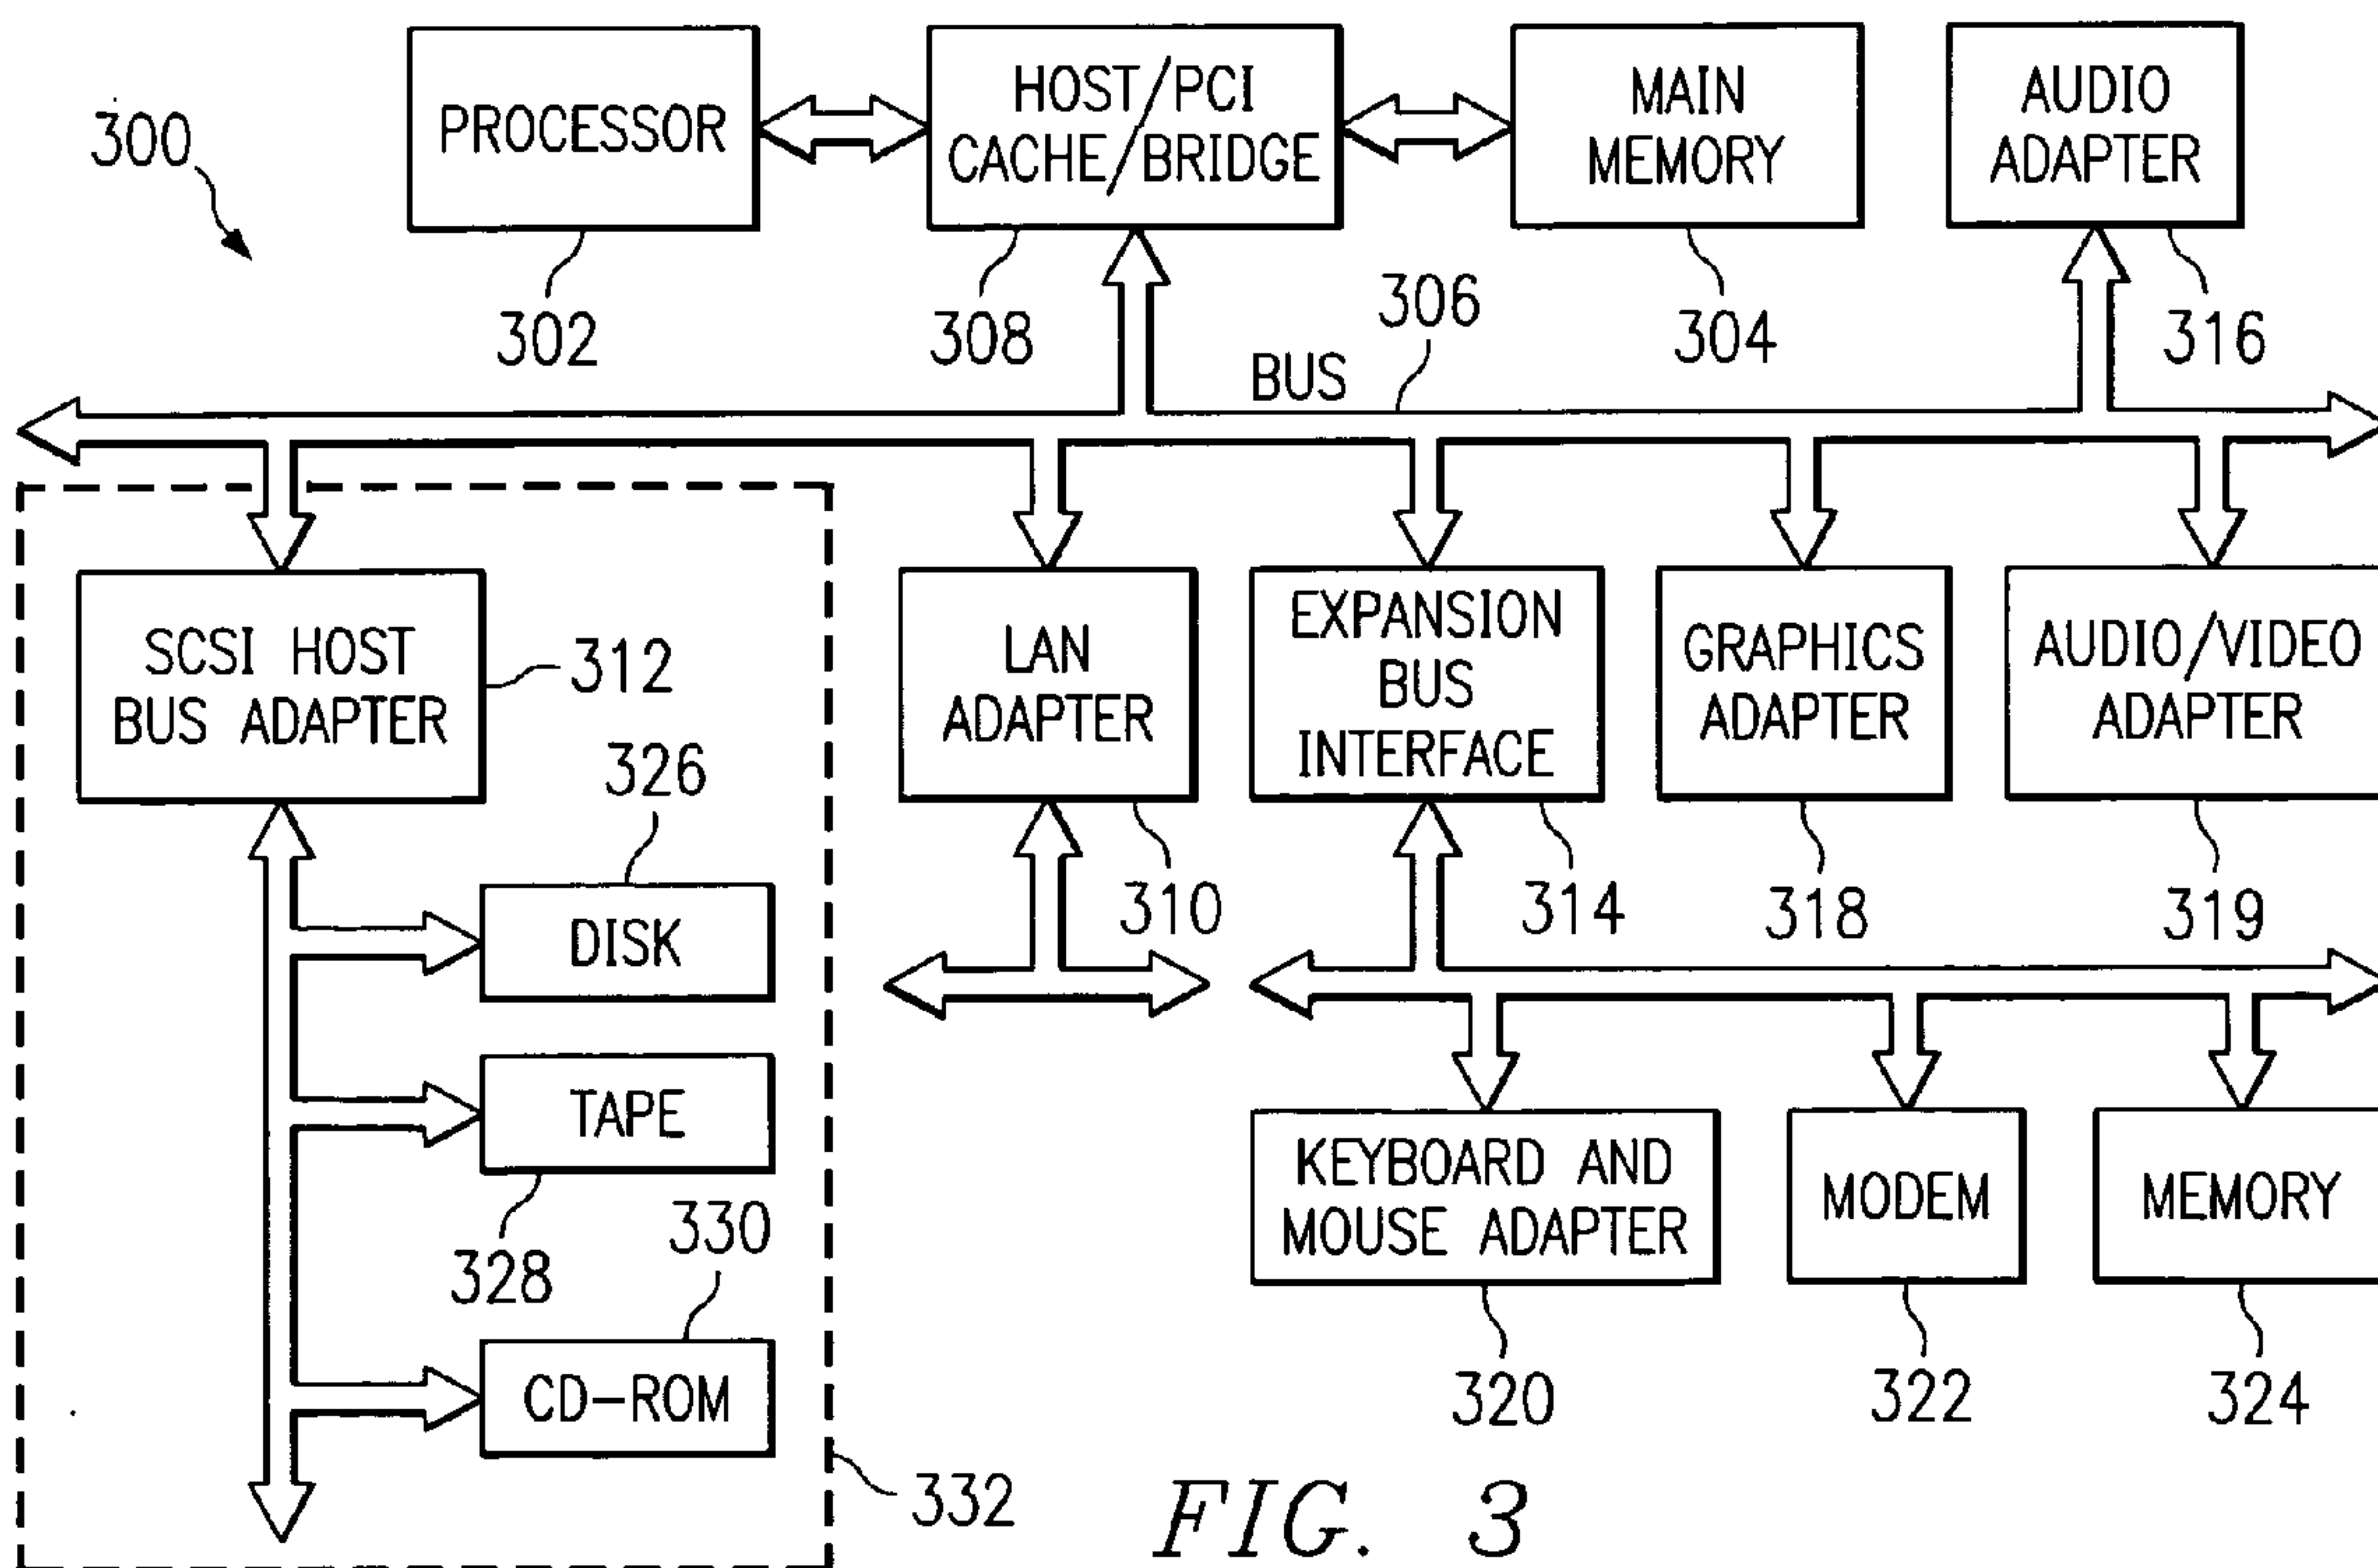 300
PROCESSOR
302
HOST/PCI
CACHE/BRIDGE
308
MAIN
MEMORY
304
AUDIO
ADAPTER
316
BUS
306
SCSI HOST
BUS ADAPTER
312
LAN
ADAPTER
310
EXPANSION
BUS
INTERFACE
314
GRAPHICS
ADAPTER
318
AUDIO/VIDEO
ADAPTER
319
326
DISK
TAPE
328
330
CD-ROM
332
KEYBOARD AND
MOUSE ADAPTER
320
MODEM
322
MEMORY
324
FIG. 3